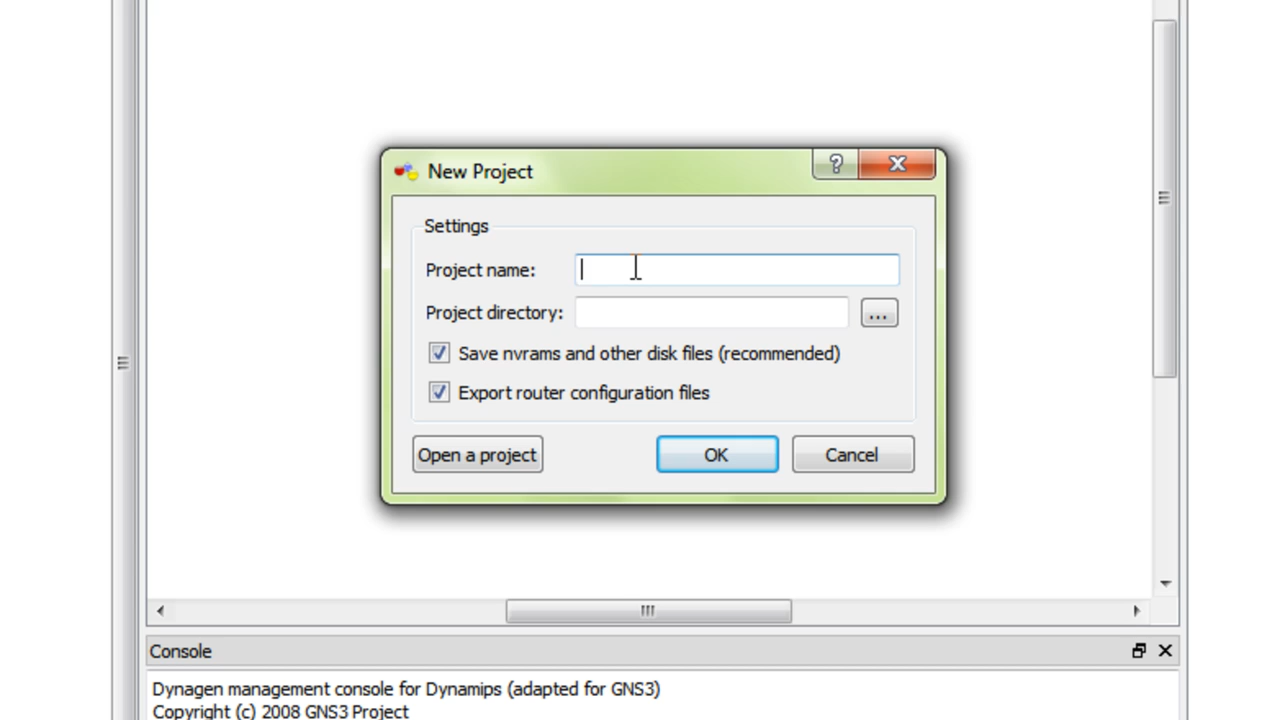 New Project
Settings
Project name:
Project directory:
...
Save nvrams and other disk files (recommended)
Export router configuration files
Open a project
OK
Cancel
Console
Dynagen management console for Dynamips (adapted for GNS3)
Copyright (c) 2008 GNS3 Project